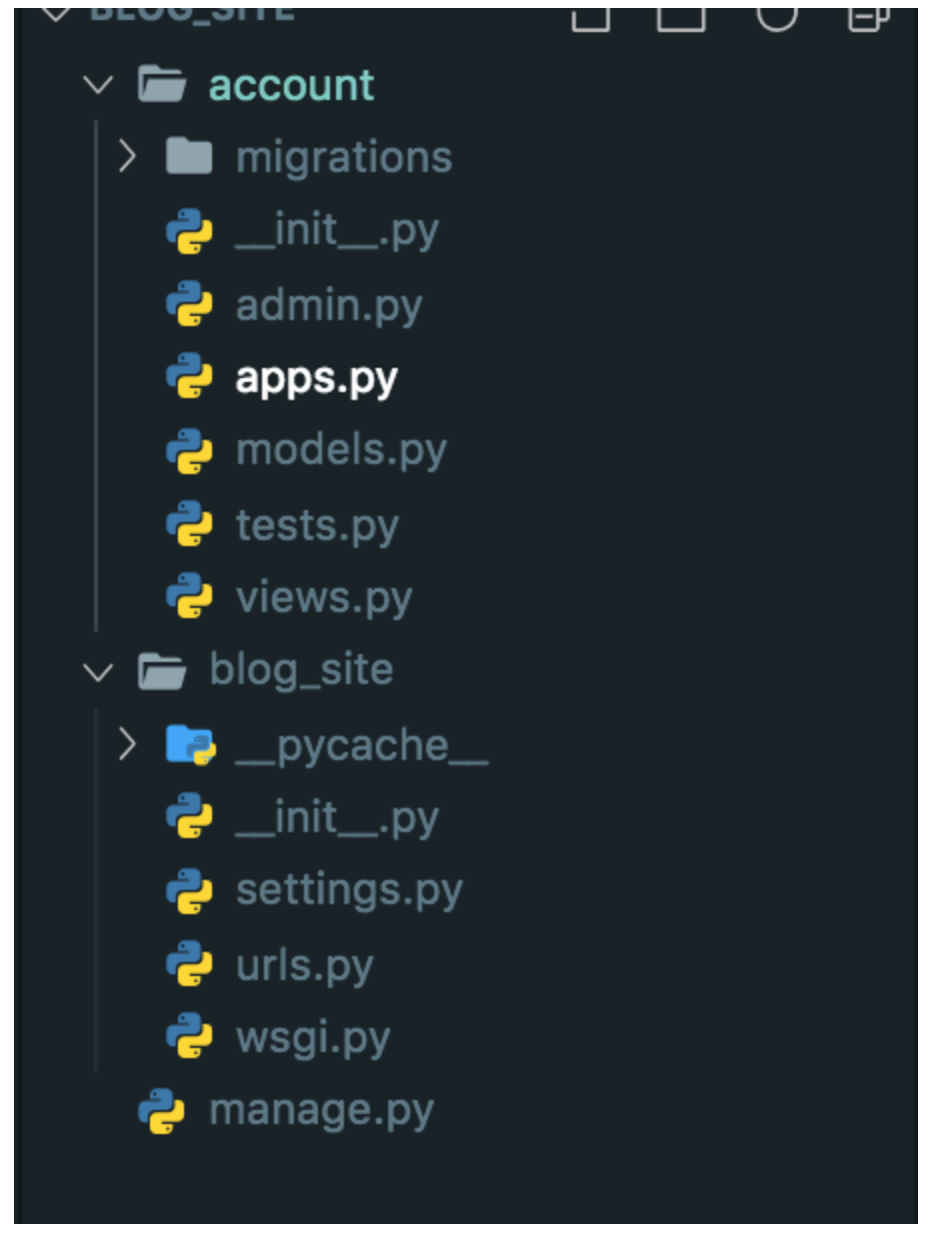 BLOG_SITE
account
migrations
__init__.py
admin.py
apps.py
models.py
tests.py
views.py
blog_site
__pycache__
__init__.py
settings.py
urls.py
wsgi.py
manage.py